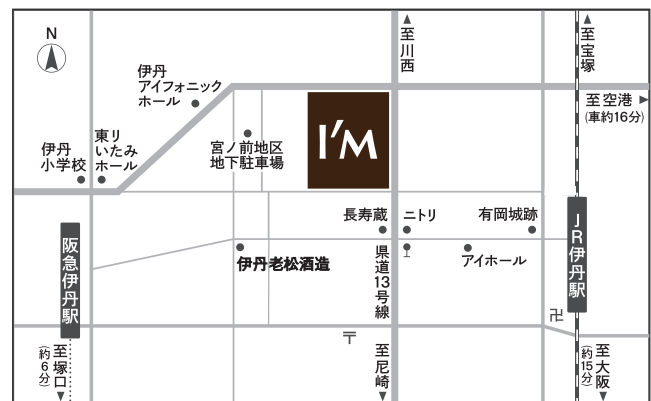 N
至川西
至宝塚
伊丹
アイフォニック
ホール
至空港
(車約16分)
I'M
東リ
いたみ
ホール
伊丹
小学校
宮ノ前地区
地下駐車場
長寿蔵
ニトリ
有岡城跡
JR伊丹駅
阪急伊丹駅
伊丹老松酒造
県道13号線
アイホール
卍
〒
至塚口
(約6分)
至尼崎
至大阪
(約15分)